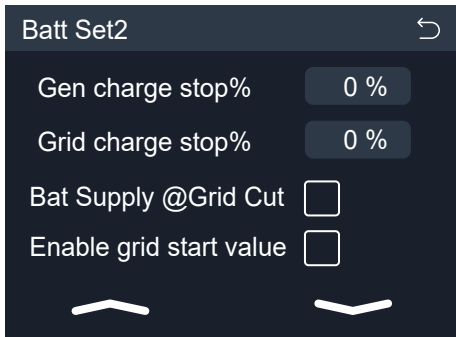 Batt Set2
Gen charge stop% 0 %
Grid charge stop% 0 %
Bat Supply @Grid Cut
Enable grid start value